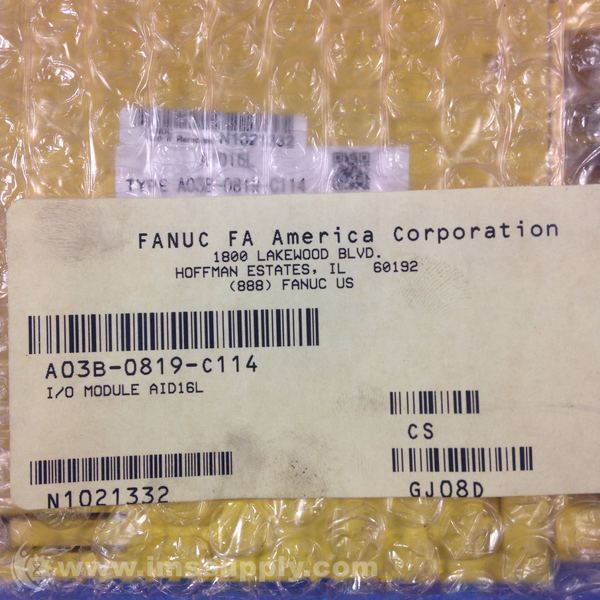 N1021332
AID16L
TYPE A03B-0819-C114
FANUC FA America Corporation
1800 LAKEWOOD BLVD.
HOFFMAN ESTATES, IL 60192
(888) FANUC US
A03B-0819-C114
I/O MODULE AID16L
CS
N1021332
GJ08D
www.imssupply.com